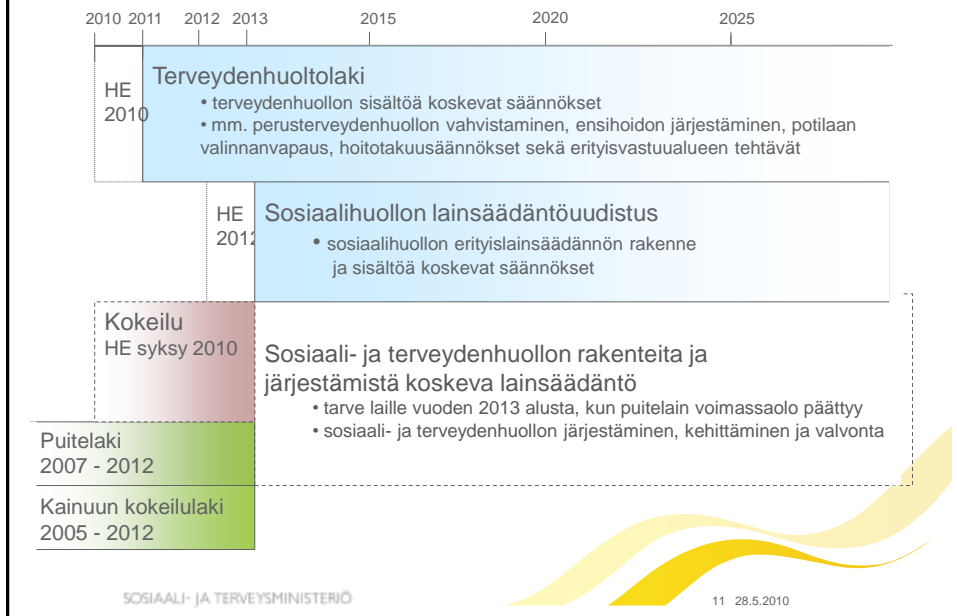 2010 2011 2012 2013 2015 2020 2025
HE
2010
Terveydenhuoltolaki
• terveydenhuollon sisältöä koskevat säännökset
• mm. perusterveydenhuollon vahvistaminen, ensihoidon järjestäminen, potilaan
valinnanvapaus, hoitotakuusäännökset sekä erityisvastuualueen tehtävät
HE
2012
Sosiaalihuollon lainsäädäntöuudistus
• sosiaalihuollon erityislainsäädännön rakenne
ja sisältöä koskevat säännökset
Kokeilu
HE syksy 2010
Sosiaali- ja terveydenhuollon rakenteita ja
järjestämistä koskeva lainsäädäntö
• tarve laille vuoden 2013 alusta, kun puitelain voimassaolo päättyy
• sosiaali- ja terveydenhuollon järjestäminen, kehittäminen ja valvonta
Puitelaki
2007 - 2012
Kainuun kokeilulaki
2005 - 2012
SOSIAALI- JA TERVEYSMINISTERIÖ
11 28.5.2010